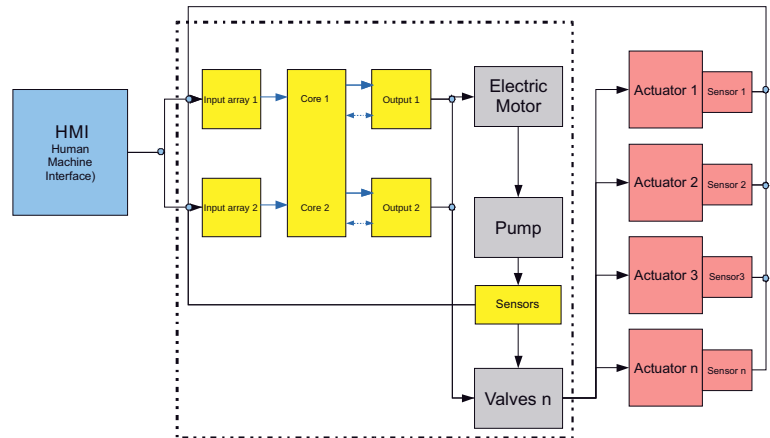 HMI
Human
Machine
Interface)
Input array 1
Core 1
Output 1
Input array 2
Core 2
Output 2
Electric
Motor
Pump
Sensors
Valves n
Actuator 1
Sensor 1
Actuator 2
Sensor 2
Actuator 3
Sensor3
Actuator n
Sensor n